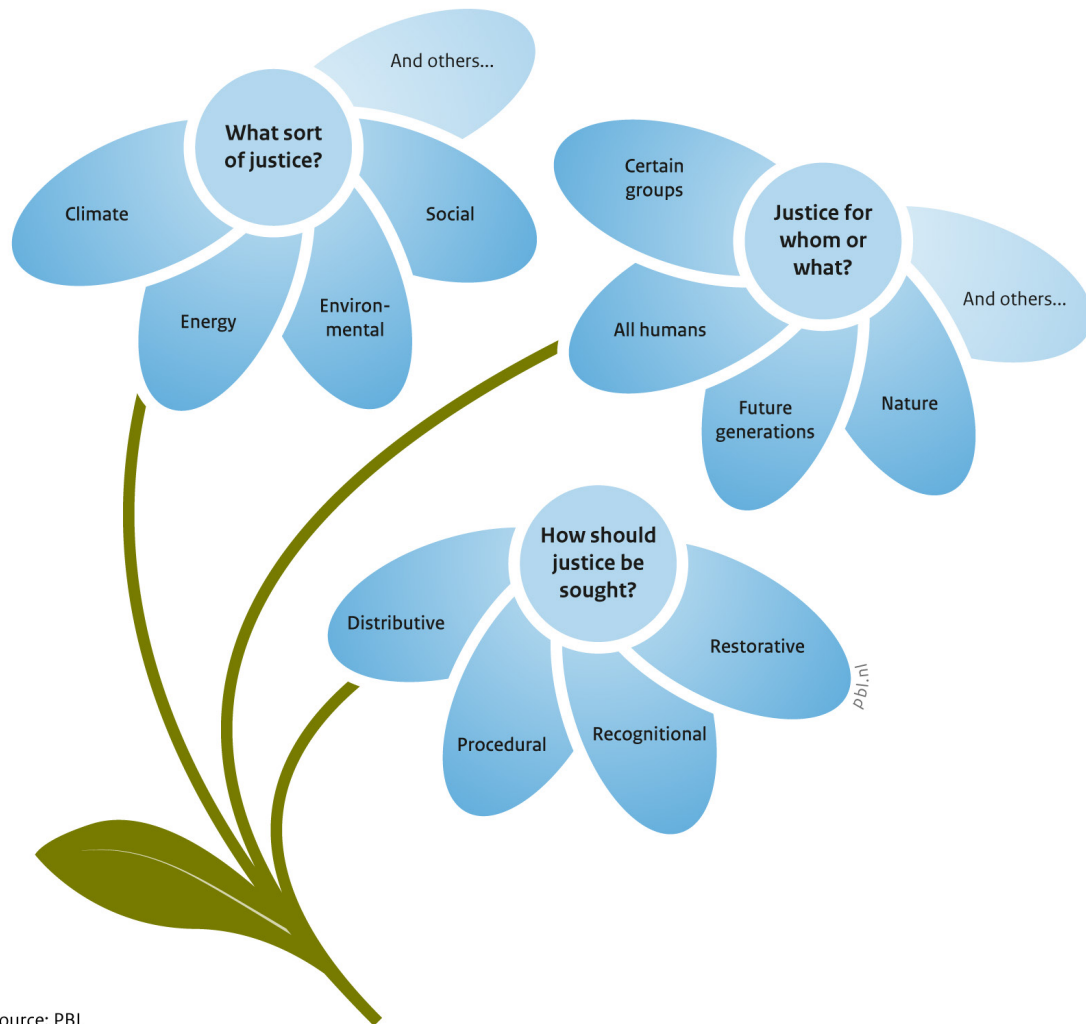 And others...
What sort
of justice?
Climate
Social
Energy
Environ-
mental
Certain
groups
Justice for
whom or
what?
And others...
All humans
Future
generations
Nature
How should
justice be
sought?
Distributive
Restorative
Procedural
Recognitional
pbl.nl
ource: PBL